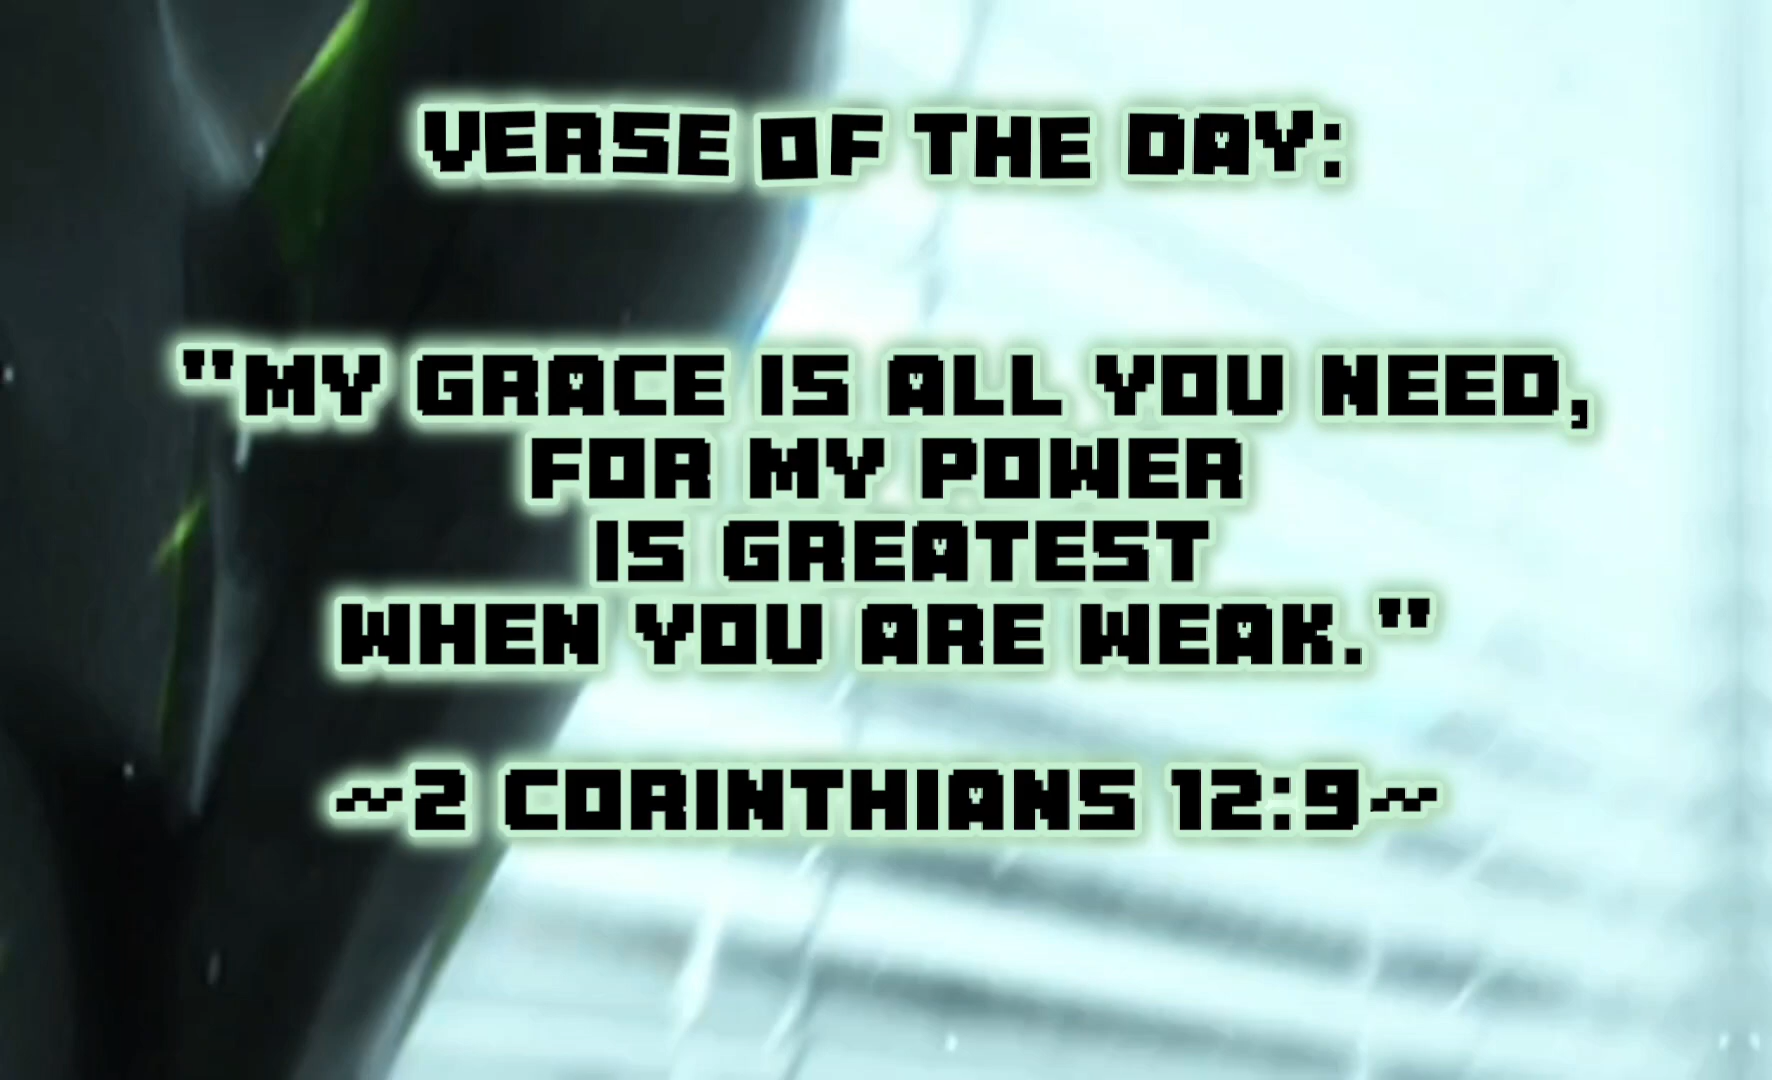 VERSE OF THE DAY:
"MY GRACE IS ALL YOU NEED,
FOR MY POWER
IS GREATEST
WHEN YOU ARE WEAK."
~2 CORINTHIANS 12:9~